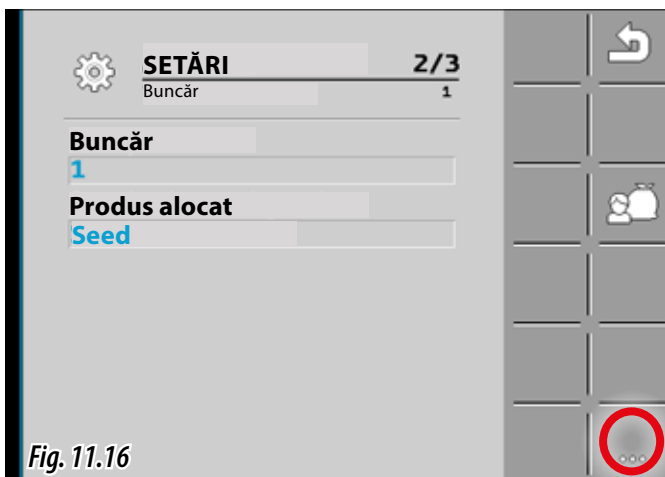 SETĂRI 2/3
Buncăr 1
Buncăr
1
Produs alocat
Seed
Fig. 11.16